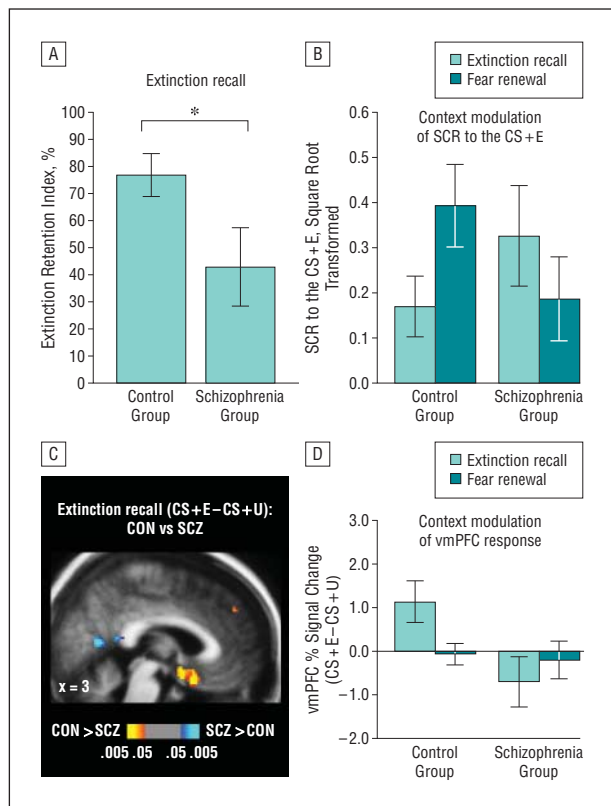 A
Extinction recall
*
100
90
80
70
60
50
40
30
20
10
0
Extinction Retention Index, %
Control
Group
Schizophrenia
Group
B
Extinction recall
Fear renewal
Context modulation
of SCR to the CS+E
0.6
0.5
0.4
0.3
0.2
0.1
0.0
SCR to the CS+E, Square Root
Transformed
Control
Group
Schizophrenia
Group
C
Extinction recall (CS+E–CS+U):
CON vs SCZ
x = 3
CON >SCZ
SCZ >CON
.005 .05 .05 .005
D
Extinction recall
Fear renewal
Context modulation
of vmPFC response
3.0
2.0
1.0
0.0
–1.0
–2.0
vmPFC % Signal Change
(CS+E–CS+U)
Control
Group
Schizophrenia
Group